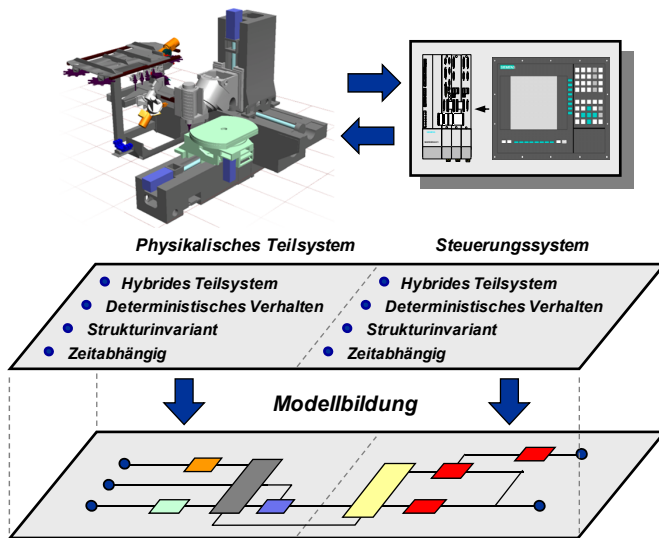 Physikalisches Teilsystem
Steuerungssystem
Hybrides Teilsystem
Deterministisches Verhalten
Strukturinvariant
Zeitabhängig
Hybrides Teilsystem
Deterministisches Verhalten
Strukturinvariant
Zeitabhängig
Modellbildung